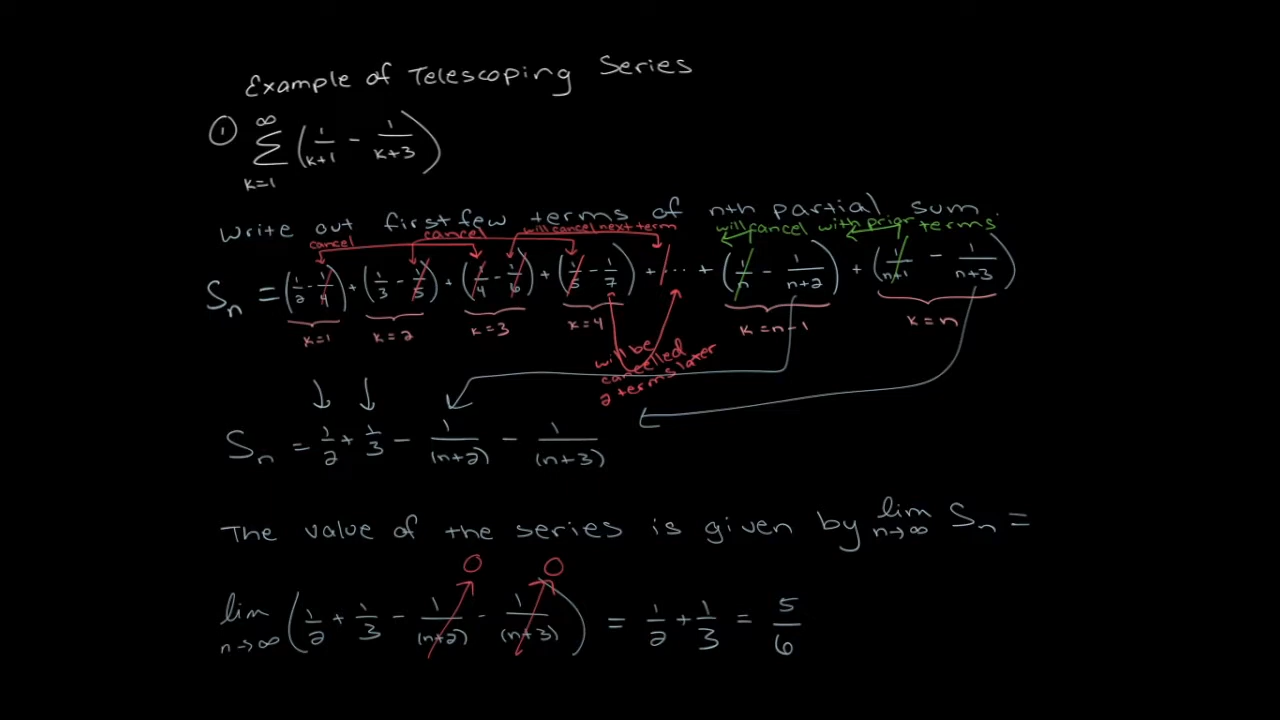 Example of Telescoping Series
① ∞ Σ k=1 (1/k+1 − 1/k+3)
Write out first few terms of nth partial sum.
cancel cancel will cancel next term will cancel with prior terms
Sn = (1/2 − 1/4) + (1/3 − 1/5) + (1/4 − 1/6) + (1/5 − 1/7) + ... + (1/n − 1/n+2) + (1/n+1 − 1/n+3)
k=1 k=2 k=3 k=4 k=n-1 k=n
will be
cancelled
2 terms later
Sn = 1/2 + 1/3 − 1/(n+2) − 1/(n+3)
The value of the series is given by lim n→∞ Sn =
0 0
lim n→∞ (1/2 + 1/3 − 1/(n+2) − 1/(n+3)) = 1/2 + 1/3 = 5/6